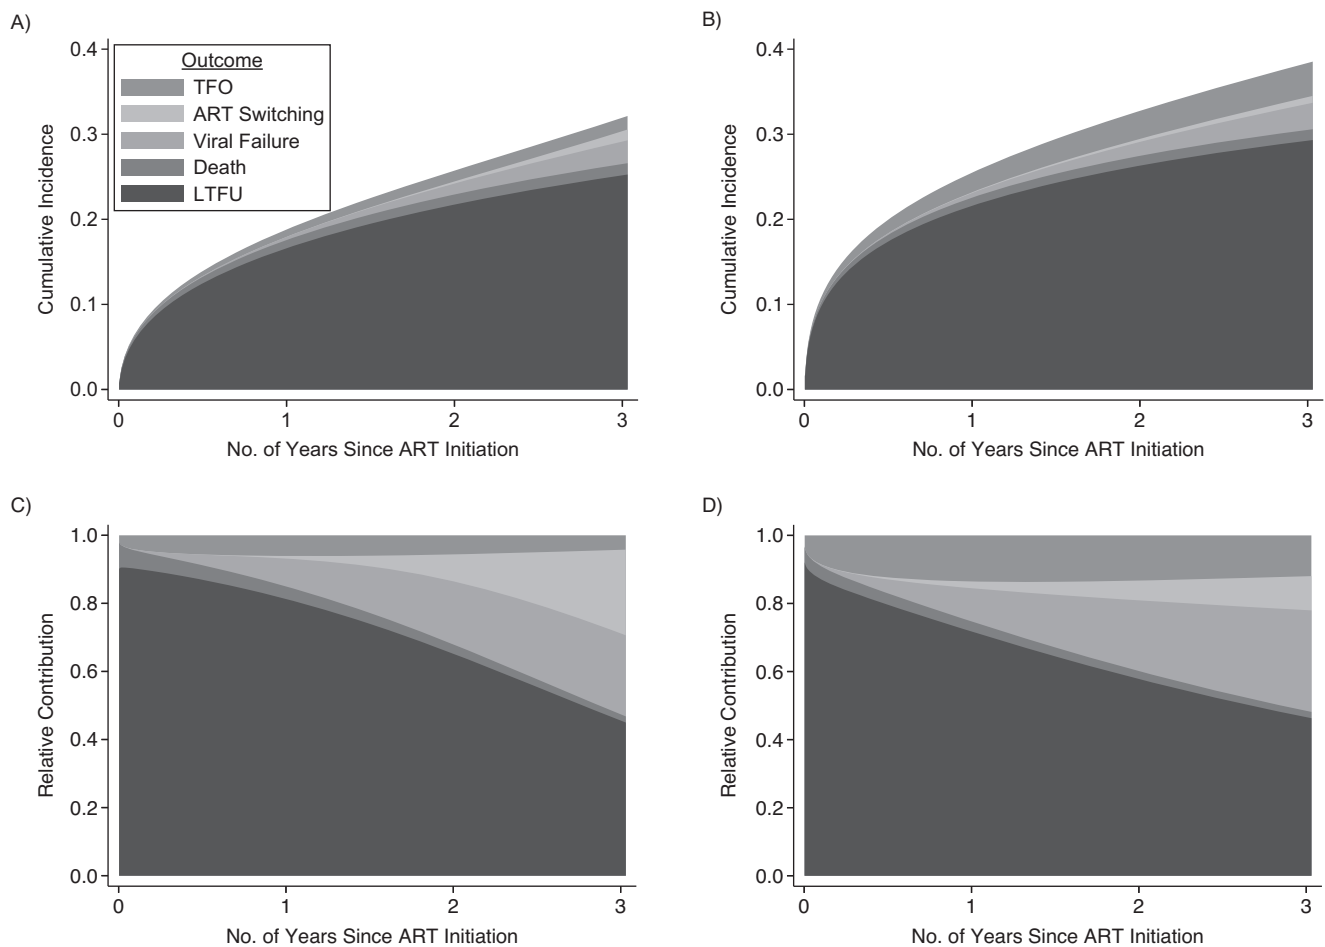 A)
0.4
0.3
0.2
0.1
0.0
Cumulative Incidence
Outcome
TFO
ART Switching
Viral Failure
Death
LTFU
0 1 2 3
No. of Years Since ART Initiation
B)
0.4
0.3
0.2
0.1
0.0
Cumulative Incidence
0 1 2 3
No. of Years Since ART Initiation
C)
1.0
0.8
0.6
0.4
0.2
0.0
Relative Contribution
0 1 2 3
No. of Years Since ART Initiation
D)
1.0
0.8
0.6
0.4
0.2
0.0
Relative Contribution
0 1 2 3
No. of Years Since ART Initiation